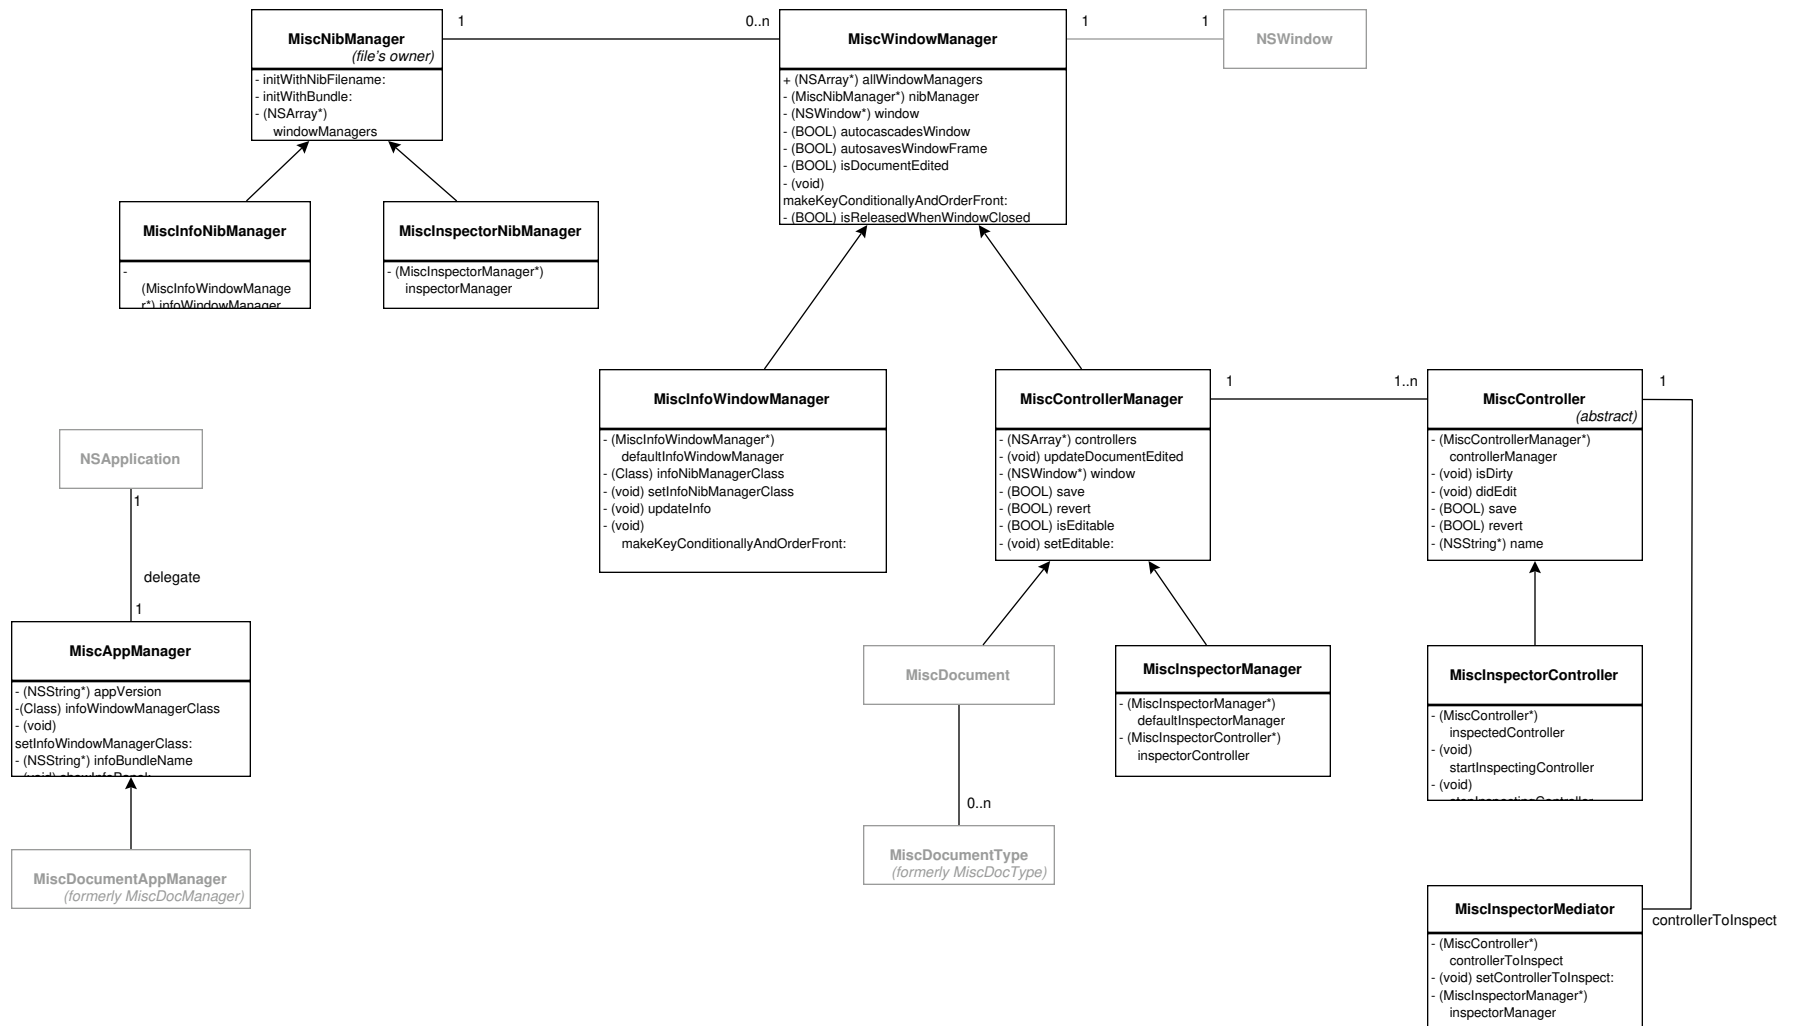 1
0..n
1
1
MiscNibManager
(file's owner)
- initWithNibFilename:
- initWithBundle:
- (NSArray*)
windowManagers
MiscWindowManager
+ (NSArray*) allWindowManagers
- (MiscNibManager*) nibManager
- (NSWindow*) window
- (BOOL) autocascadesWindow
- (BOOL) autosavesWindowFrame
- (BOOL) isDocumentEdited
- (void)
makeKeyConditionallyAndOrderFront:
- (BOOL) isReleasedWhenWindowClosed
NSWindow
MiscInfoNibManager
-
(MiscInfoWindowManage
r*) infoWindowManager
MiscInspectorNibManager
- (MiscInspectorManager*)
inspectorManager
MiscInfoWindowManager
- (MiscInfoWindowManager*)
defaultInfoWindowManager
- (Class) infoNibManagerClass
- (void) setInfoNibManagerClass
- (void) updateInfo
- (void)
makeKeyConditionallyAndOrderFront:
MiscControllerManager
- (NSArray*) controllers
- (void) updateDocumentEdited
- (NSWindow*) window
- (BOOL) save
- (BOOL) revert
- (BOOL) isEditable
- (void) setEditable:
1
1..n
MiscController
(abstract)
- (MiscControllerManager*)
controllerManager
- (void) isDirty
- (void) didEdit
- (BOOL) save
- (BOOL) revert
- (NSString*) name
1
NSApplication
1
delegate
1
MiscAppManager
- (NSString*) appVersion
-(Class) infoWindowManagerClass
- (void)
setInfoWindowManagerClass:
- (NSString*) infoBundleName
- (void) showInfoPanel:
MiscDocumentAppManager
(formerly MiscDocManager)
MiscDocument
0..n
MiscDocumentType
(formerly MiscDocType)
MiscInspectorManager
- (MiscInspectorManager*)
defaultInspectorManager
- (MiscInspectorController*)
inspectorController
MiscInspectorController
- (MiscController*)
inspectedController
- (void)
startInspectingController
- (void)
stopInspectingController
MiscInspectorMediator
- (MiscController*)
controllerToInspect
- (void) setControllerToInspect:
- (MiscInspectorManager*)
inspectorManager
controllerToInspect